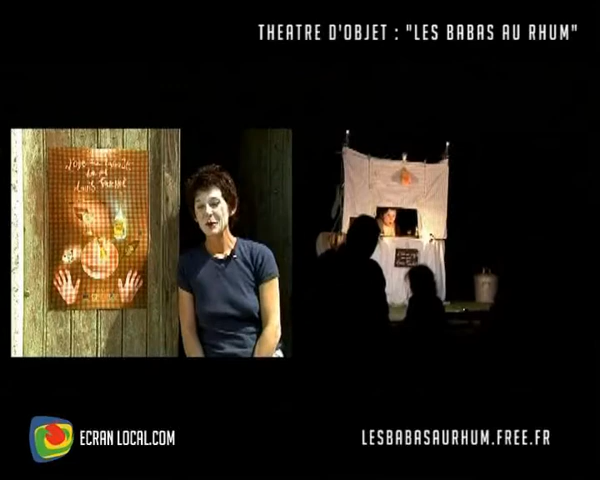 THEATRE D'OBJET : "LES BABAS AU RHUM"
ECRAN LOCAL.COM
LESBABASAURHUM.FREE.FR